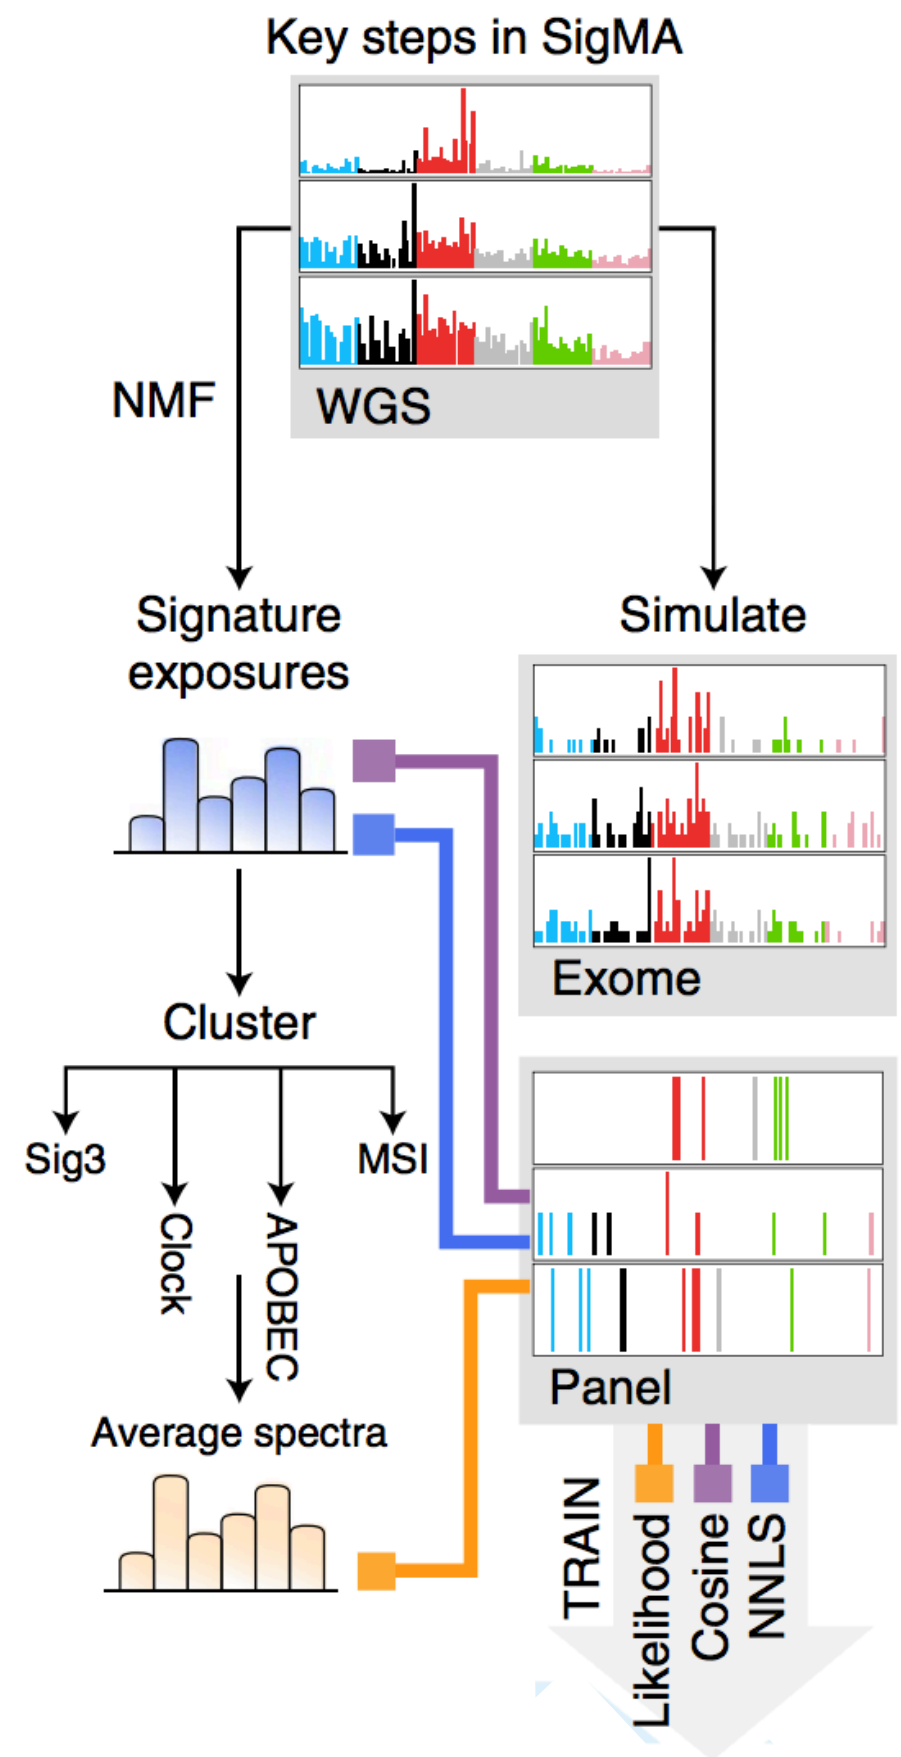 Key steps in SigMA
WGS
NMF
Signature
exposures
Simulate
Exome
Cluster
Sig3
Clock
APOBEC
MSI
Average spectra
Panel
TRAIN
Likelihood
Cosine
NNLS